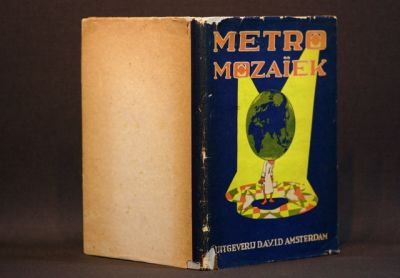 METRO
MOZAÏEK
UITGEVERIJ DAVID AMSTERDAM